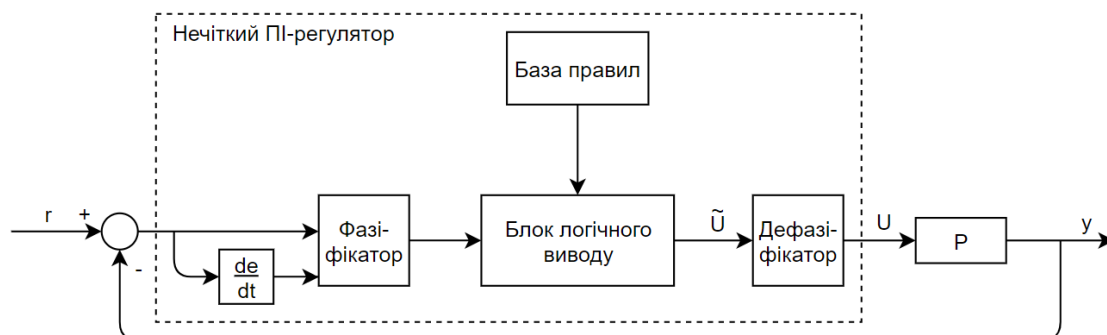 Нечіткий ПІ-регулятор
База правил
r
+
-
de
dt
Фазі-
фікатор
Блок логічного
виводу
Ũ
Дефазі-
фікатор
U
P
y